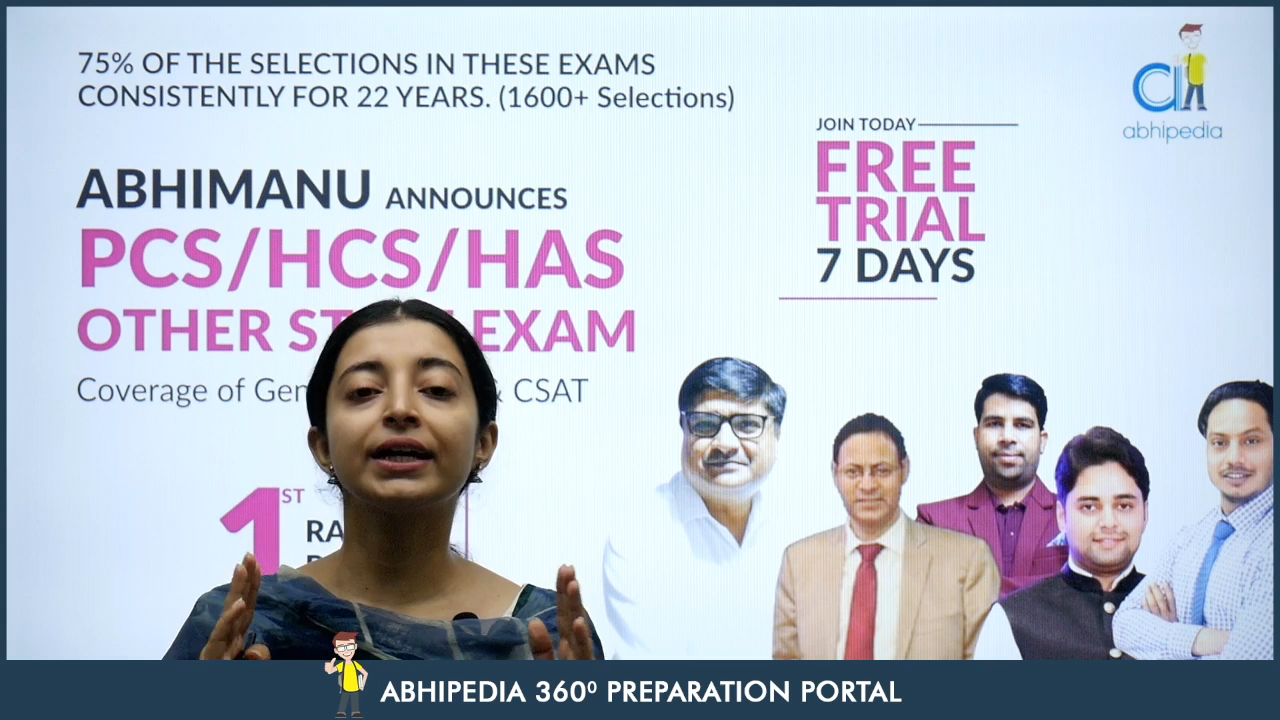 75% OF THE SELECTIONS IN THESE EXAMS
CONSISTENTLY FOR 22 YEARS. (1600+ Selections)
JOIN TODAY
FREE
TRIAL
7 DAYS
abhipedia
ABHIMANU ANNOUNCES
PCS/HCS/HAS
OTHER EXAM
Coverage of CSAT
1ST
ABHIPEDIA 360⁰ PREPARATION PORTAL